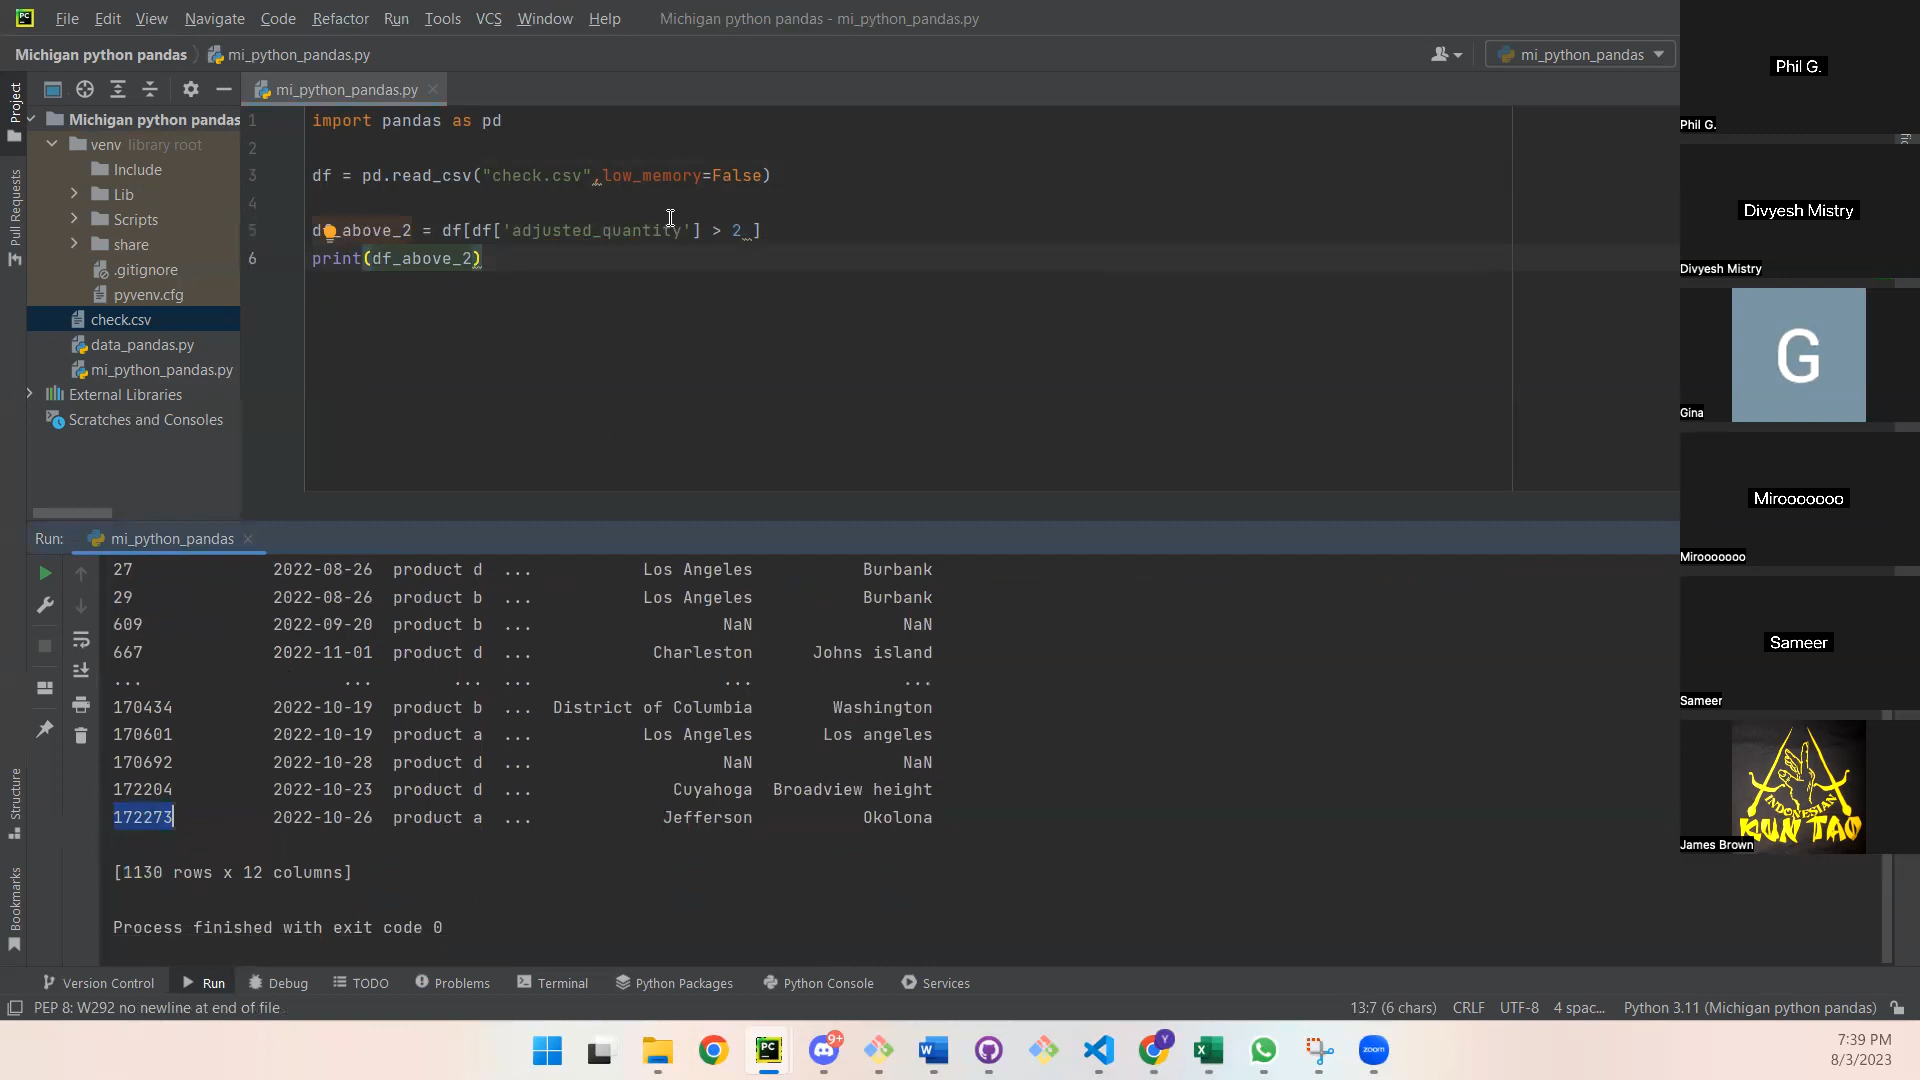 File Edit View Navigate Code Refactor Run Tools VCS Window Help Michigan python pandas - mi_python_pandas.py
Michigan python pandas mi_python_pandas.py mi_python_pandas
mi_python_pandas.py
Project
Pull Requests
Structure
Bookmarks
Michigan python pandas
venv library root
Include
Lib
Scripts
share
.gitignore
pyvenv.cfg
check.csv
data_pandas.py
mi_python_pandas.py
External Libraries
Scratches and Consoles
1 import pandas as pd
2
3 df = pd.read_csv("check.csv",low_memory=False)
4
5 df_above_2 = df[df['adjusted_quantity'] > 2 ]
6 print(df_above_2)
Run: mi_python_pandas
27 2022-08-26 product d ... Los Angeles Burbank
29 2022-08-26 product b ... Los Angeles Burbank
609 2022-09-20 product b ... NaN NaN
667 2022-11-01 product d ... Charleston Johns island
... ... ... ... ... ...
170434 2022-10-19 product b ... District of Columbia Washington
170601 2022-10-19 product a ... Los Angeles Los angeles
170692 2022-10-28 product d ... NaN NaN
172204 2022-10-23 product d ... Cuyahoga Broadview height
172273 2022-10-26 product a ... Jefferson Okolona
[1130 rows x 12 columns]
Process finished with exit code 0
Version Control Run Debug TODO Problems Terminal Python Packages Python Console Services
PEP 8: W292 no newline at end of file 13:7 (6 chars) CRLF UTF-8 4 spac... Python 3.11 (Michigan python pandas)
7:39 PM
8/3/2023
Phil G.
Phil G.
Divyesh Mistry
Divyesh Mistry
G
Gina
Mirooooooo
Mirooooooo
Sameer
Sameer
INDONESIAN
KUN TAO
James Brown
PC
9+
Y
zoom